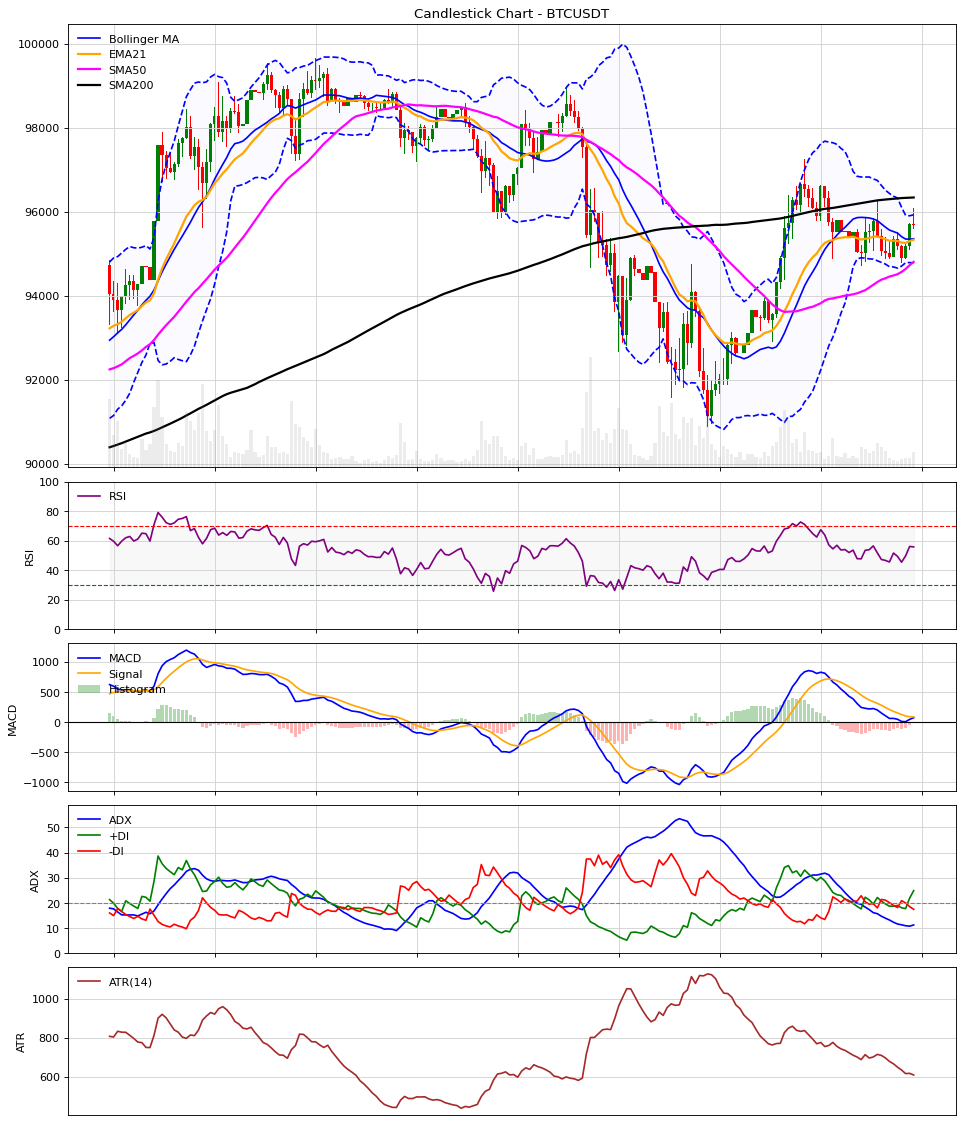 Candlestick Chart - BTCUSDT
100000
98000
96000
94000
92000
90000
Bollinger MA
EMA21
SMA50
SMA200
100
80
60
40
20
0
RSI
RSI
1000
500
0
−500
−1000
MACD
MACD
Signal
Histogram
50
40
30
20
10
0
ADX
ADX
+DI
-DI
1000
800
600
ATR
ATR(14)